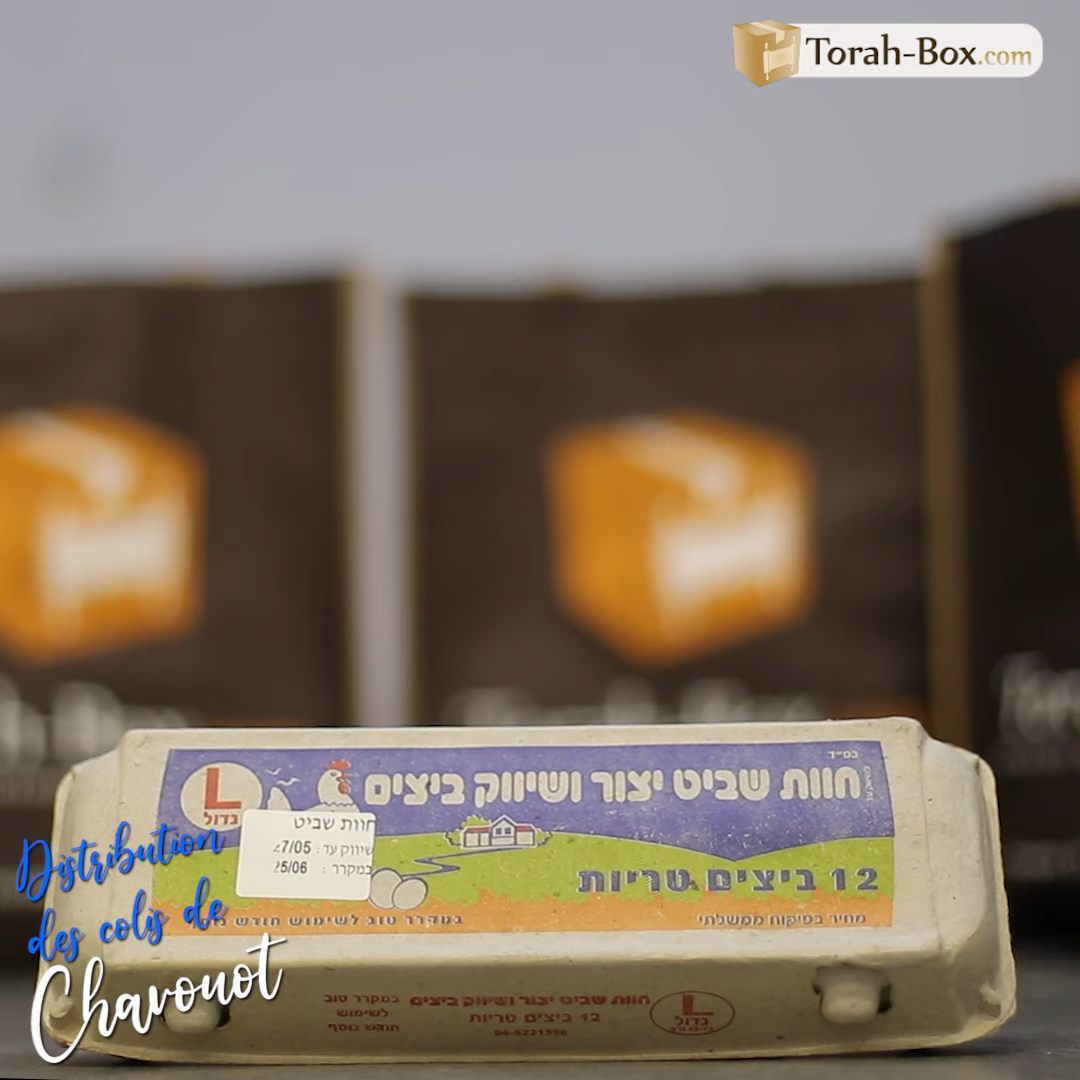 Torah-Box.com
בס״ד
חוות שביט יצור ושיווק ביצים
L
גדול
חוות שביט
שיווק עד: 27/05
במקרר: 25/06
12 ביצים טריות
מחיר בפיקוח ממשלתי
במקרר טוב לשימוש חודש נוסף
חוות שביט יצור ושיווק ביצים
12 ביצים טריות
04-8221396
במקרר טוב
לשימוש
חודש נוסף
L
גדול
Distribution
des colis de
Chavouot